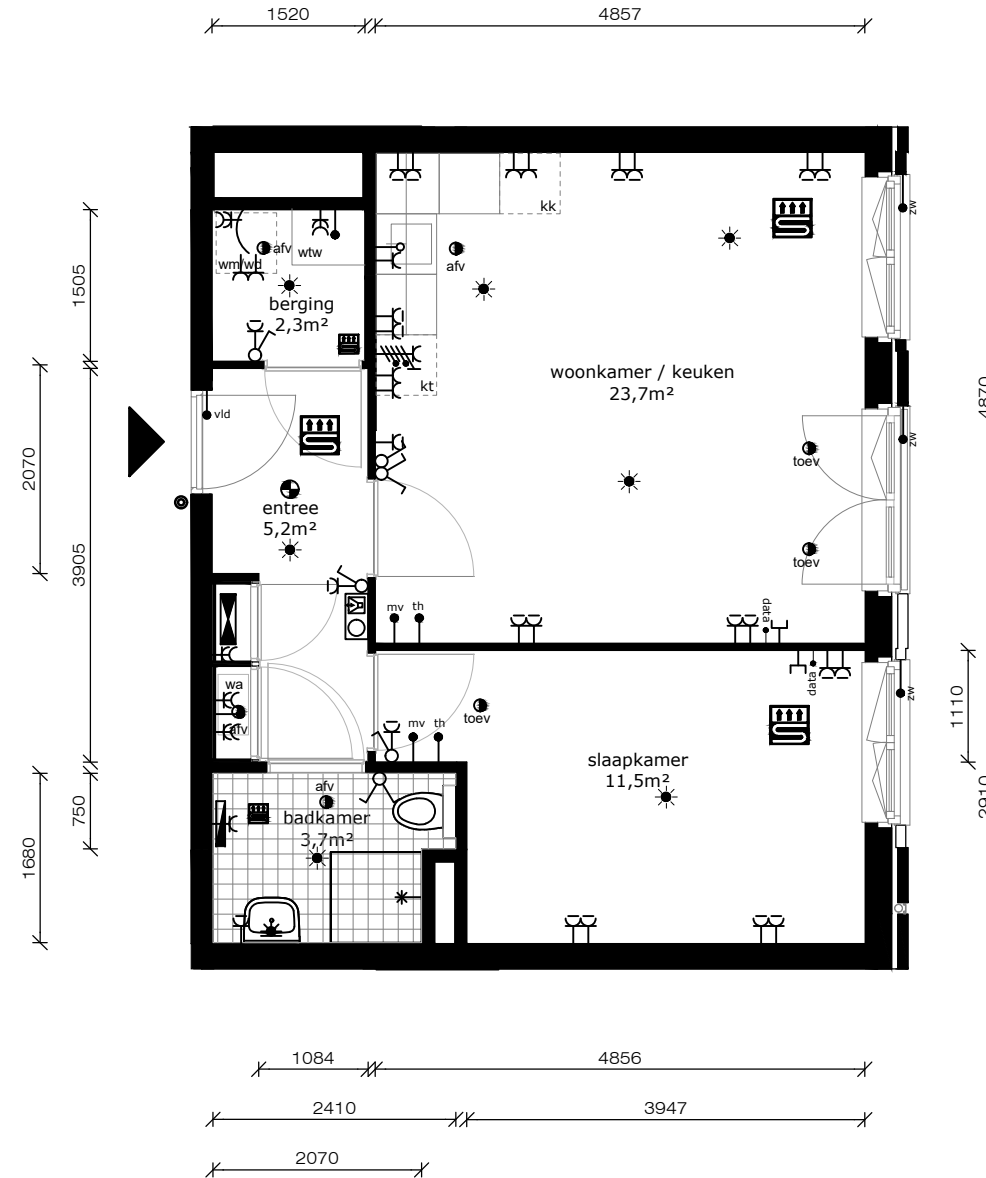 1520
4857
kk
zw
afv
wtw
wm/wd
afv
berging
2,3m²
1505
woonkamer / keuken
23,7m²
kt
4870
vld
zw
toev
2070
entree
5,2m²
3905
toev
mv
th
data
wa
afv
data
zw
1110
toev
mv
th
slaapkamer
11,5m²
2910
afv
badkamer
3,7m²
750
1680
1084
4856
2410
3947
2070